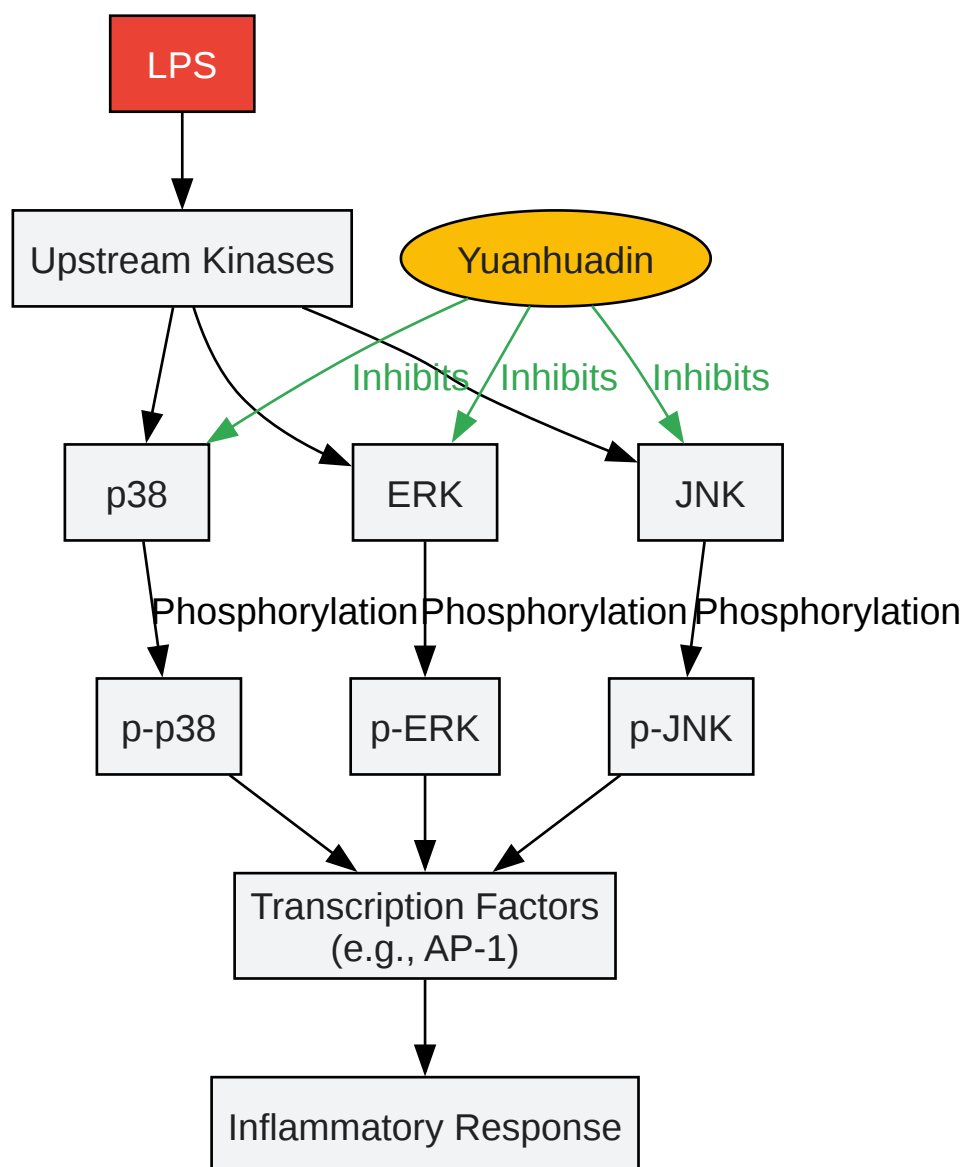 LPS
Upstream Kinases
Yuanhuadin
Inhibits
Inhibits
Inhibits
p38
ERK
JNK
Phosphorylation
Phosphorylation
Phosphorylation
p-p38
p-ERK
p-JNK
Transcription Factors
(e.g., AP-1)
Inflammatory Response